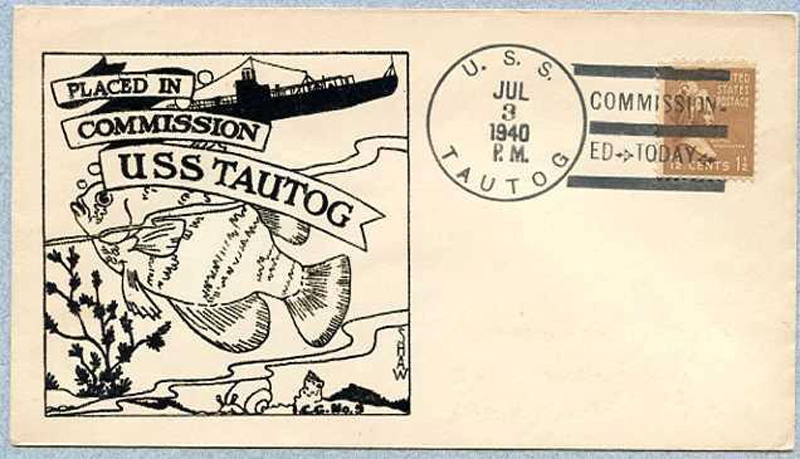 PLACED IN
COMMISSION
USS TAUTOG
SHAW
C.G. No. 9
U. S. S.
JUL
3
1940
P.M.
TAUTOG
COMMISSION-
ED TODAY
UNITED
STATES
POSTAGE
1½ CENTS 1½